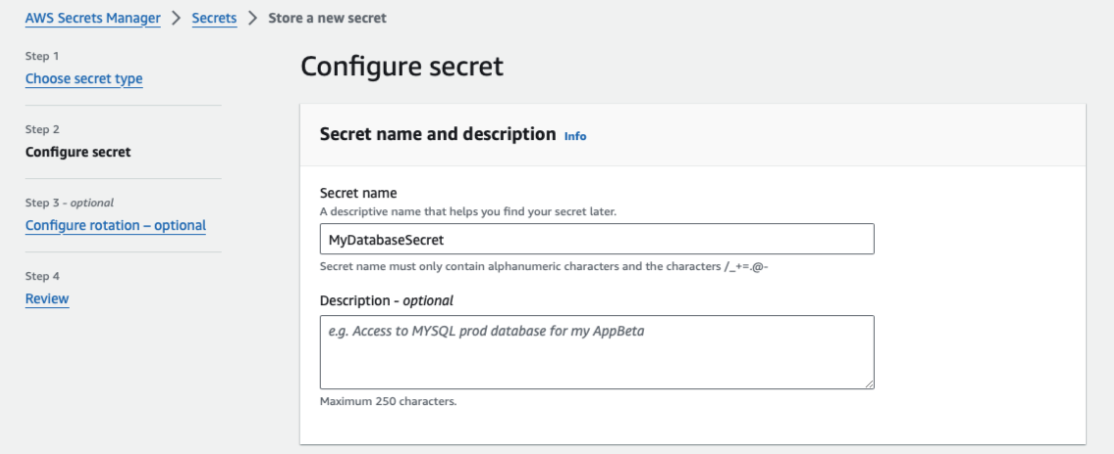 AWS Secrets Manager > Secrets > Store a new secret
Step 1
Choose secret type
Step 2
Configure secret
Step 3 - optional
Configure rotation – optional
Step 4
Review
Configure secret
Secret name and description Info
Secret name
A descriptive name that helps you find your secret later.
MyDatabaseSecret
Secret name must only contain alphanumeric characters and the characters /_+=.@-
Description - optional
e.g. Access to MYSQL prod database for my AppBeta
Maximum 250 characters.